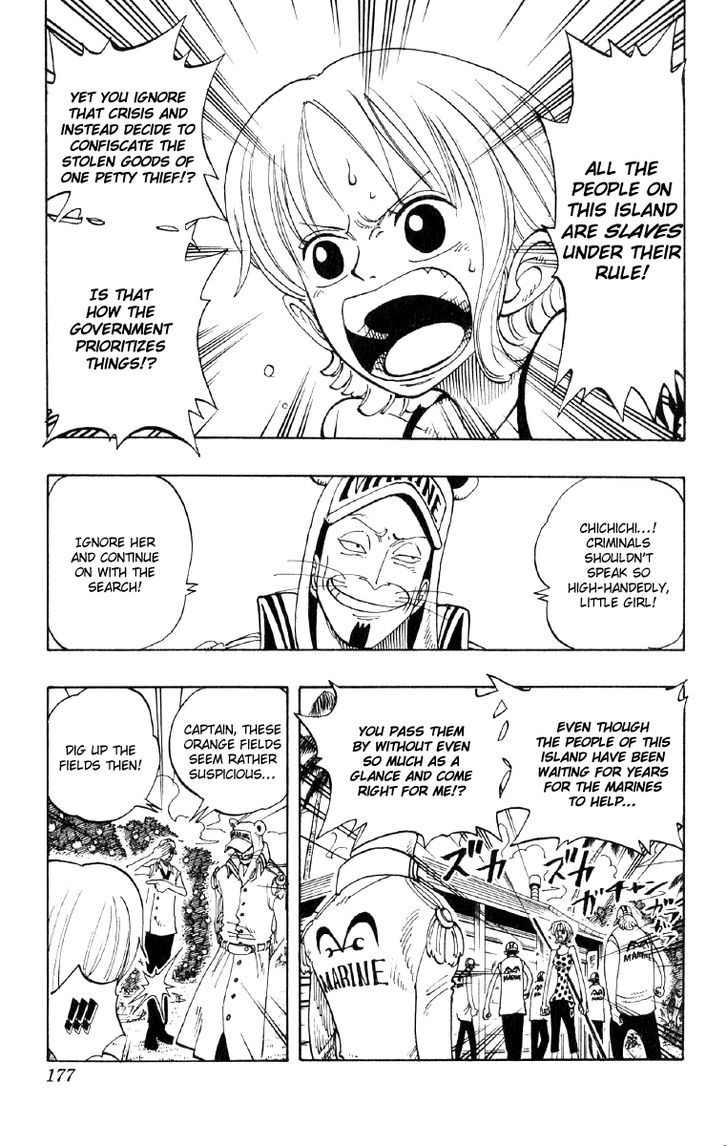 ALL THE
PEOPLE ON
THIS ISLAND
ARE SLAVES
UNDER THEIR
RULE!
YET YOU IGNORE
THAT CRISIS AND
INSTEAD DECIDE TO
CONFISCATE THE
STOLEN GOODS OF
ONE PETTY THIEF!?
IS THAT
HOW THE
GOVERNMENT
PRIORITIZES
THINGS!?
MARINE
CHICHICHI...!
CRIMINALS
SHOULDN'T
SPEAK SO
HIGH-HANDEDLY,
LITTLE GIRL!
IGNORE HER
AND CONTINUE
ON WITH THE
SEARCH!
EVEN THOUGH
THE PEOPLE OF THIS
ISLAND HAVE BEEN
WAITING FOR YEARS
FOR THE MARINES
TO HELP...
YOU PASS THEM
BY WITHOUT EVEN
SO MUCH AS A
GLANCE AND COME
RIGHT FOR ME!?
ズカ
ズカ
ガチャン
ガラ
MARINE
MARINE
CAPTAIN, THESE
ORANGE FIELDS
SEEM RATHER
SUSPICIOUS...
DIG UP THE
FIELDS THEN!
!!!
177